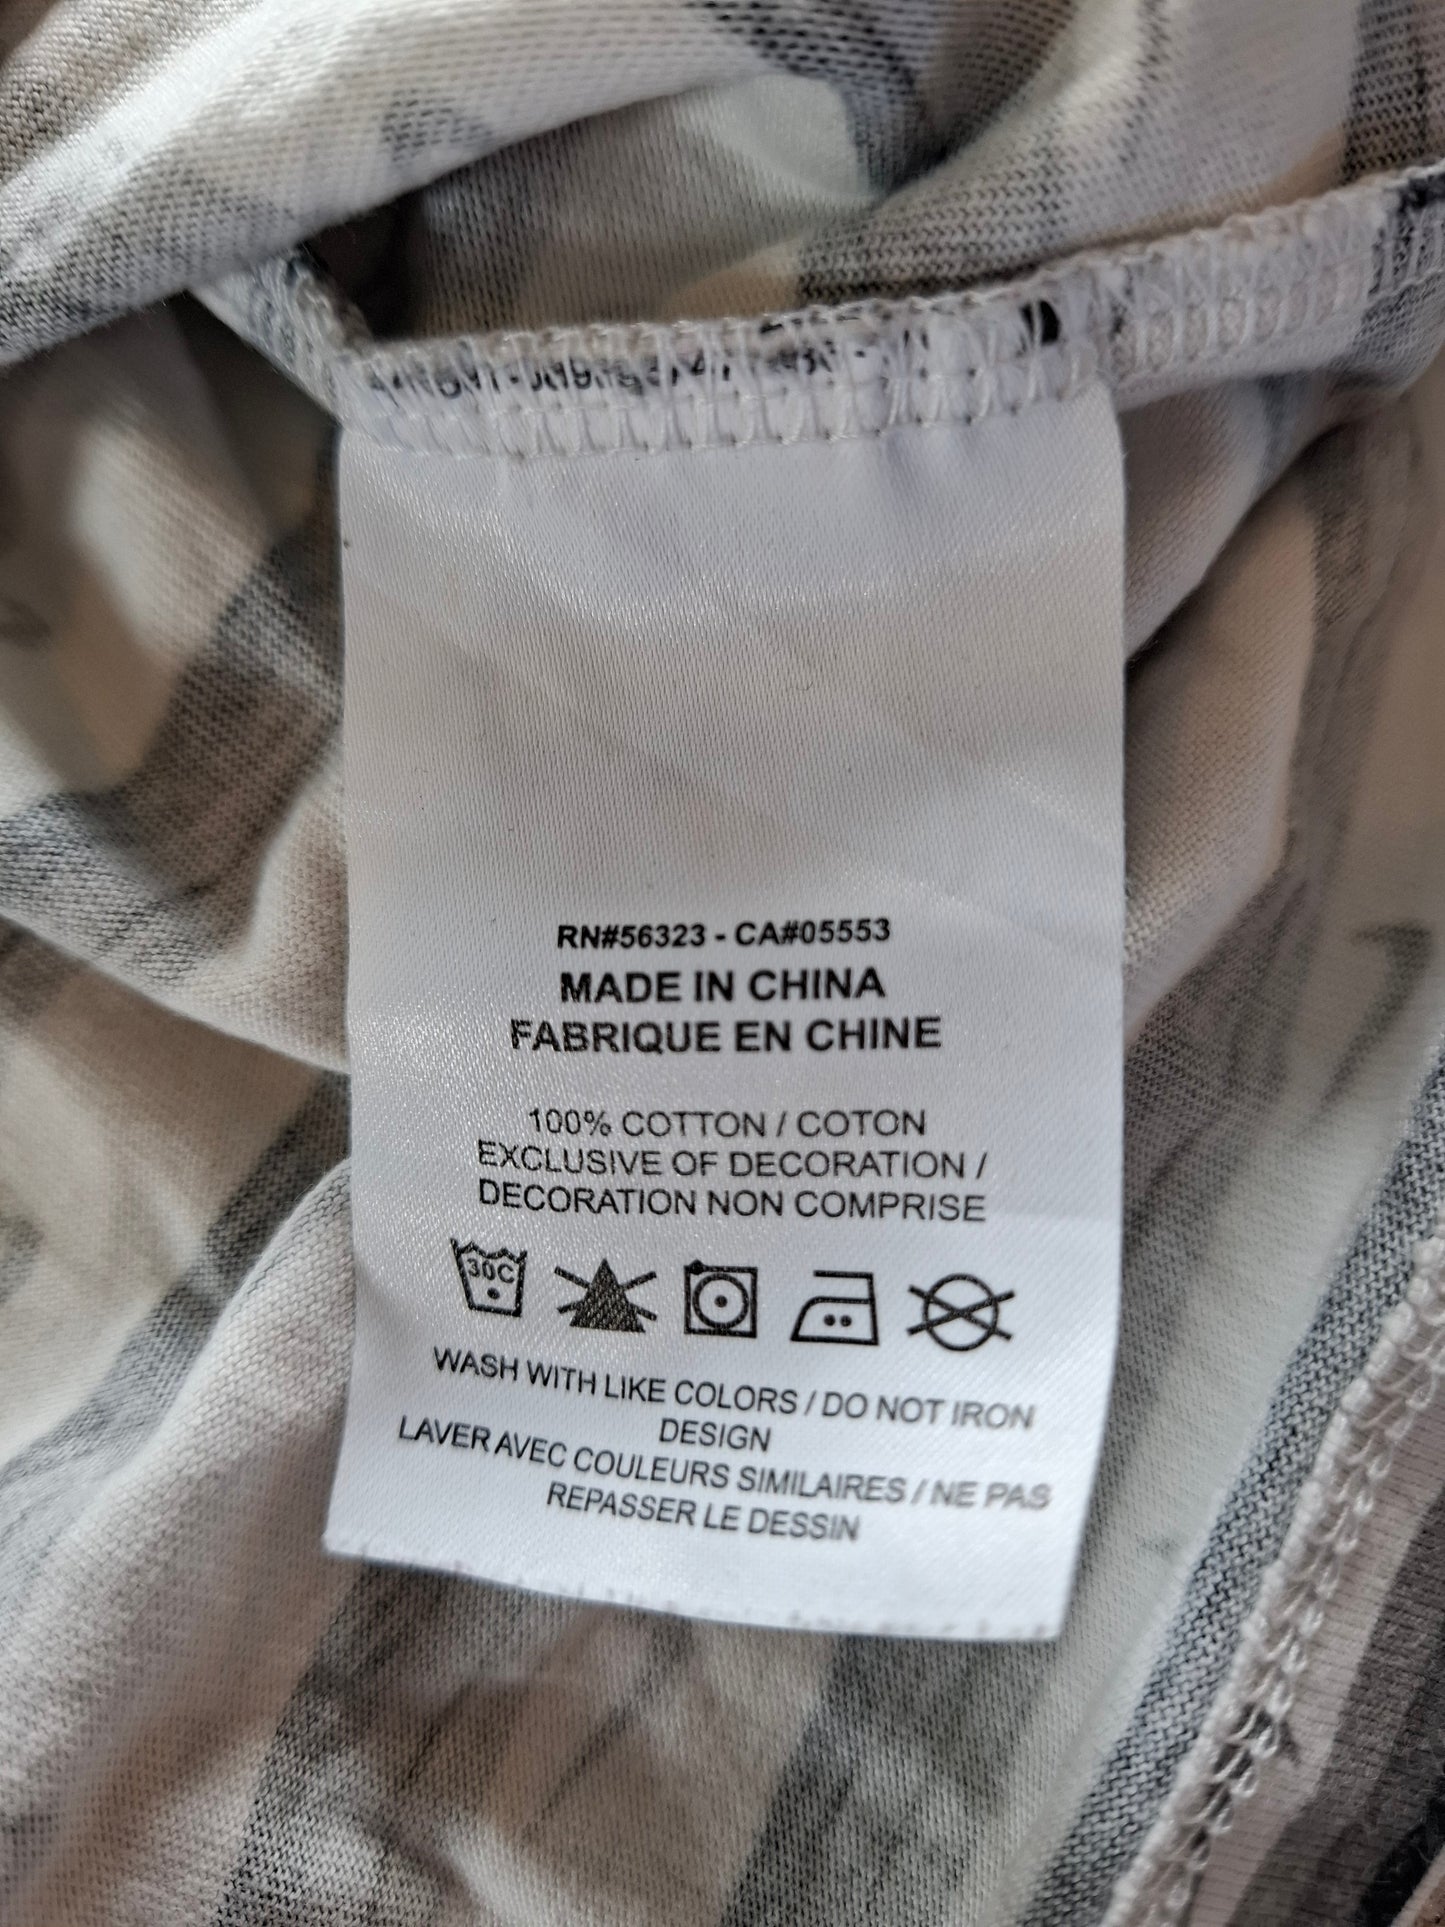 RN#56323 - CA#05553
MADE IN CHINA
FABRIQUE EN CHINE
100% COTTON / COTON
EXCLUSIVE OF DECORATION /
DECORATION NON COMPRISE
30C
WASH WITH LIKE COLORS / DO NOT IRON
DESIGN
LAVER AVEC COULEURS SIMILAIRES / NE PAS
REPASSER LE DESSIN